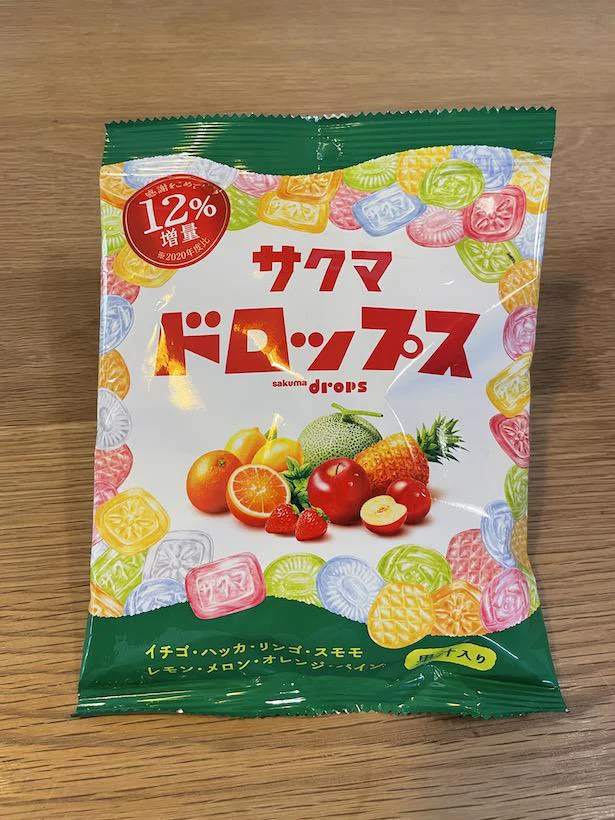 感謝をこめて
12%
増量
※2020年度比
サクマ
ドロップス
sakuma drops
サクマ
イチゴ・ハッカ・リンゴ・スモモ
レモン・メロン・オレンジ・パイン
果汁入り